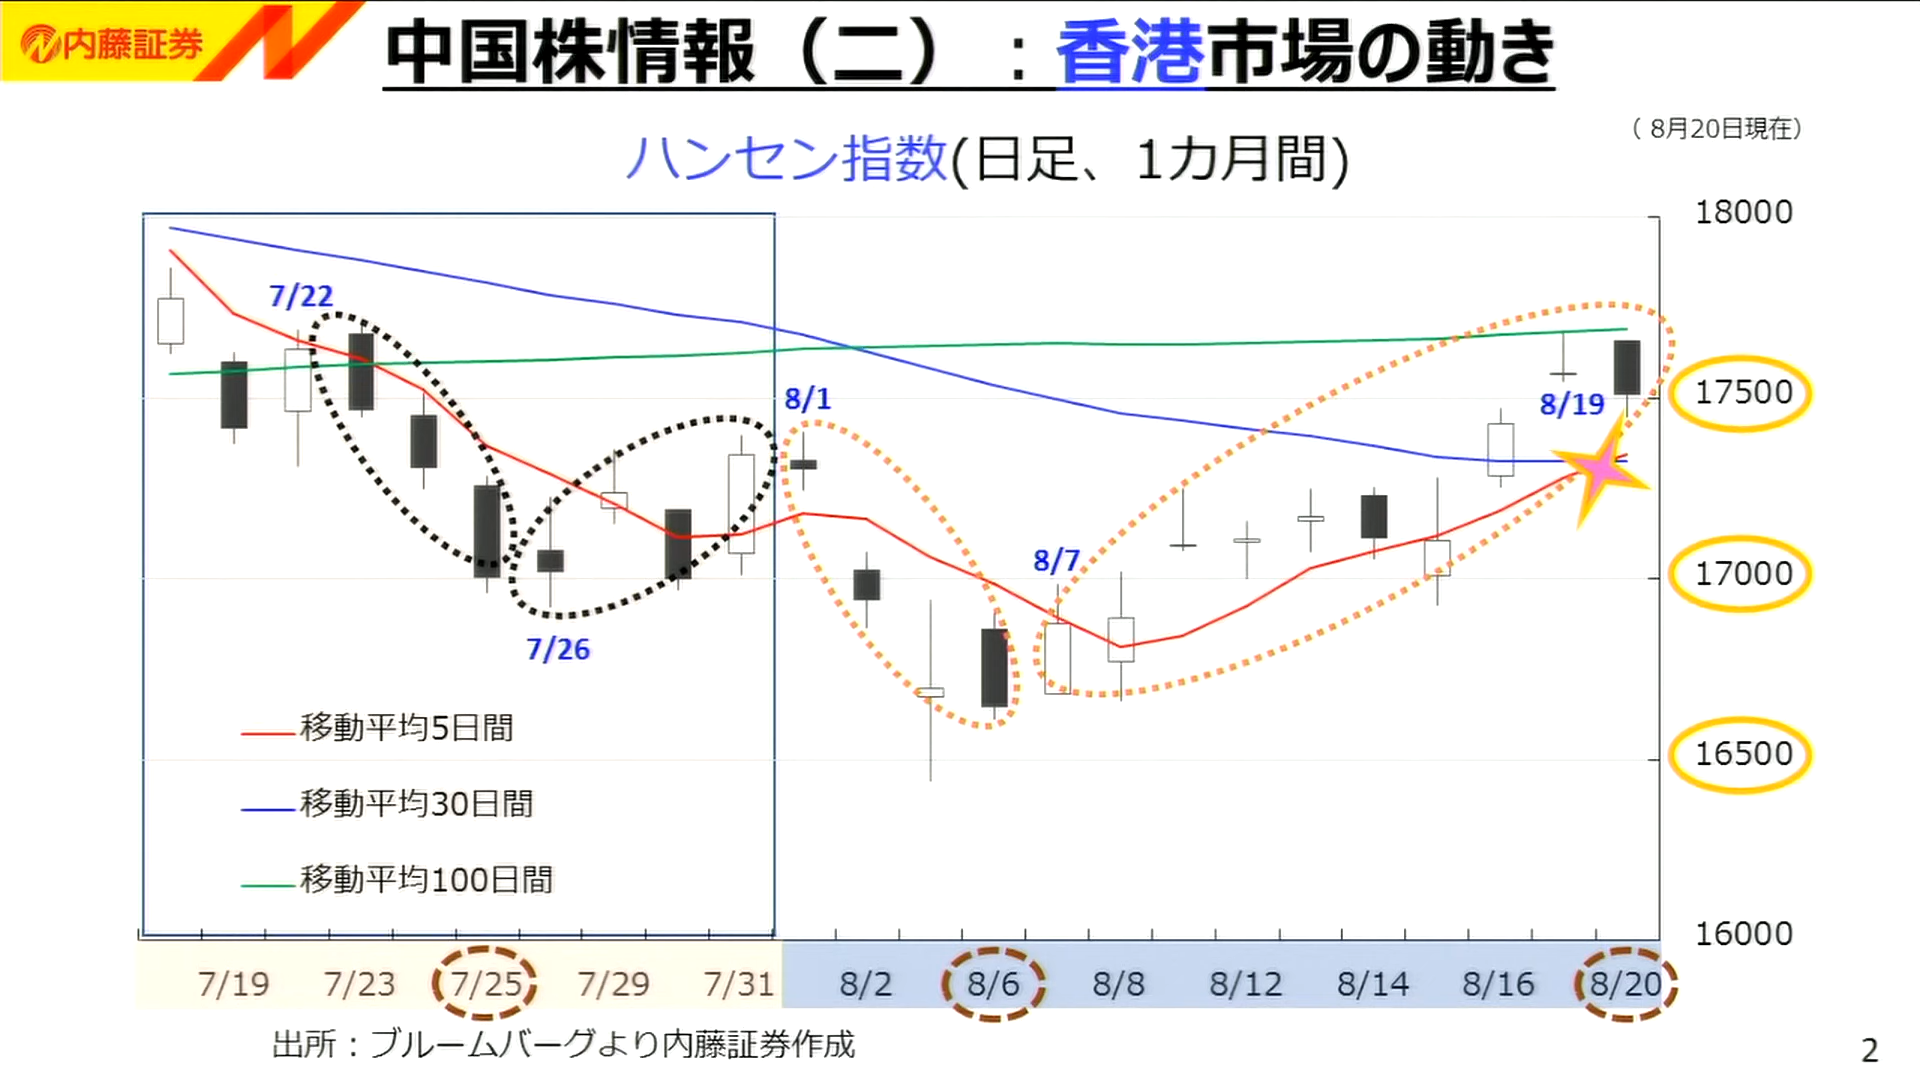 内藤証券
中国株情報（二）：香港市場の動き
（ 8月20日現在）
ハンセン指数(日足、1カ月間)
18000
17500
17000
16500
16000
7/22
7/26
8/1
8/7
8/19
移動平均5日間
移動平均30日間
移動平均100日間
7/19 7/23 7/25 7/29 7/31 8/2 8/6 8/8 8/12 8/14 8/16 8/20
出所：ブルームバーグより内藤証券作成
2